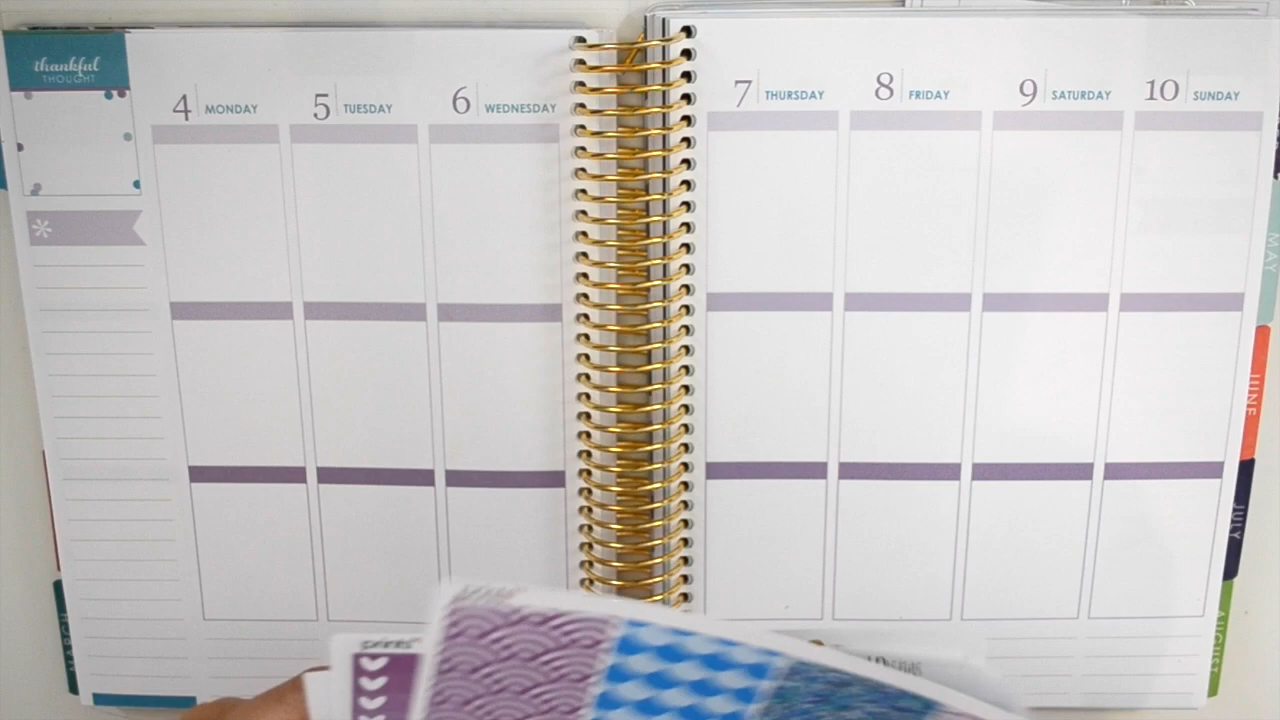 thankful
THOUGHT
4 MONDAY
5 TUESDAY
6 WEDNESDAY
7 THURSDAY
8 FRIDAY
9 SATURDAY
10 SUNDAY
MAY
JUNE
JULY
AUGUST
MARCH
prints